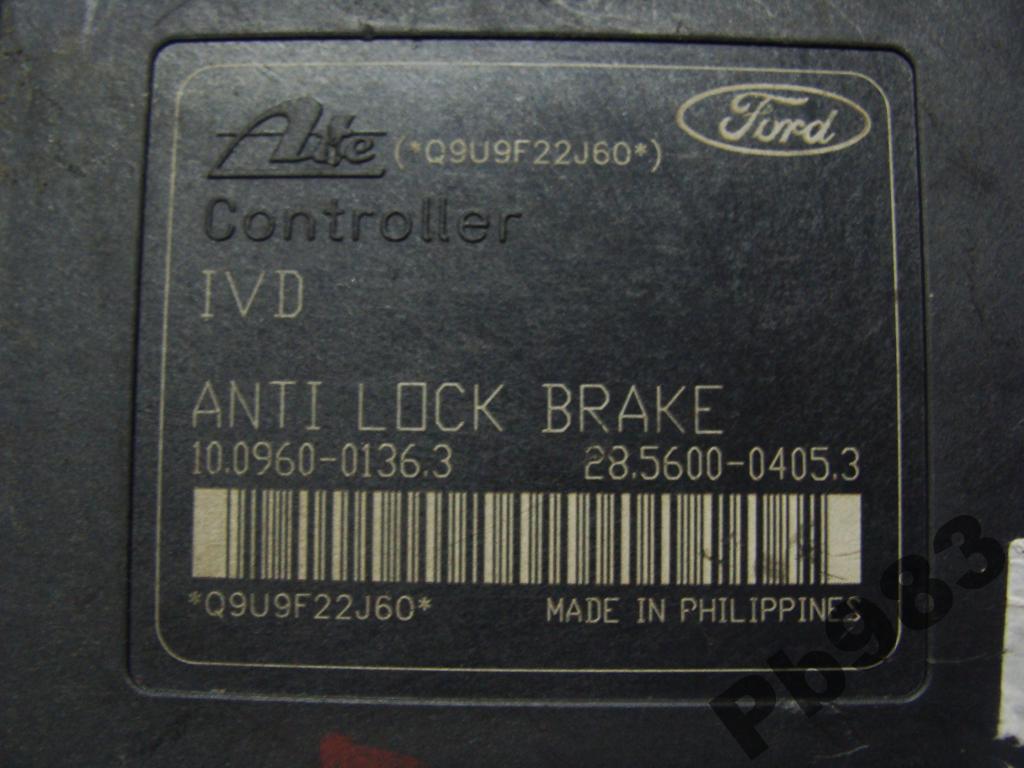 Ate (*Q9U9F22J60*) Ford
Controller
IVD
ANTI LOCK BRAKE
10.0960-0136.3 28.5600-0405.3
*Q9U9F22J60* MADE IN PHILIPPINES
Pb983